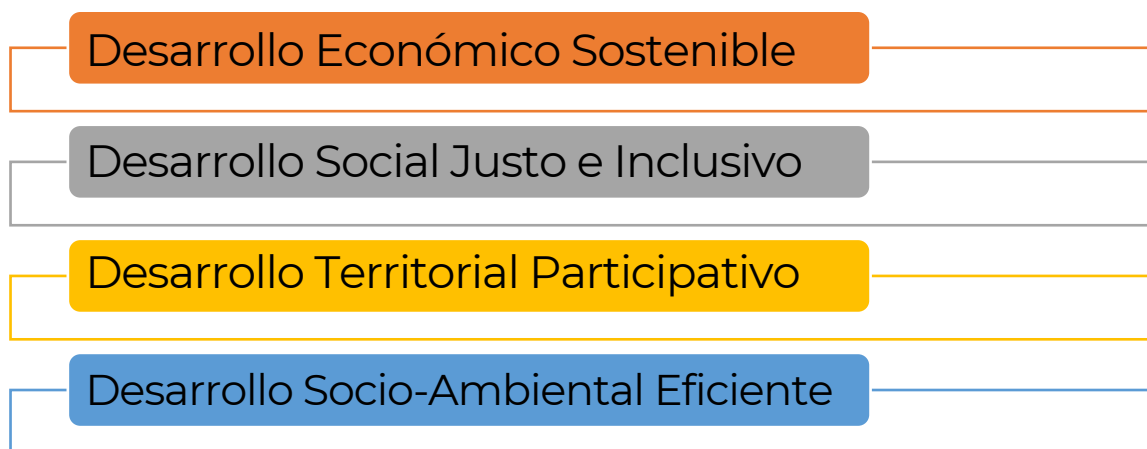 Desarrollo Económico Sostenible
Desarrollo Social Justo e Inclusivo
Desarrollo Territorial Participativo
Desarrollo Socio-Ambiental Eficiente